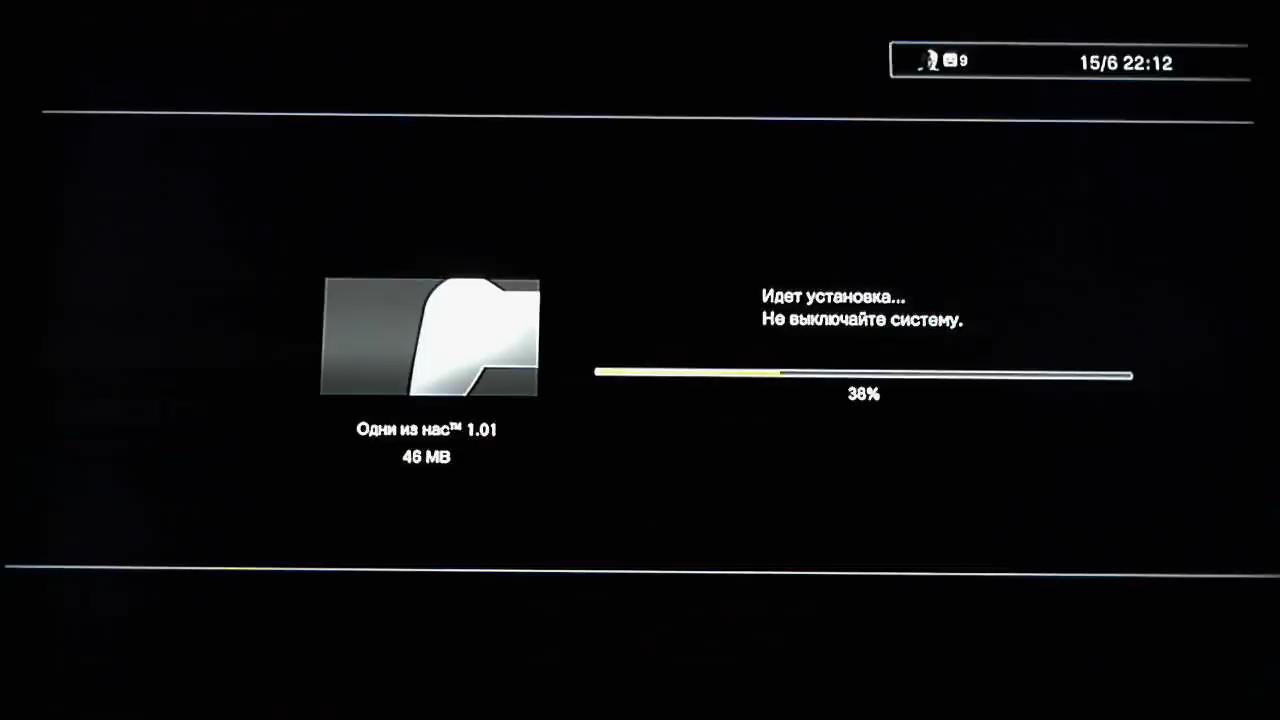 9 15/6 22:12
Идет установка...
Не выключайте систему.
38%
Одни из нас™ 1.01
46 MB